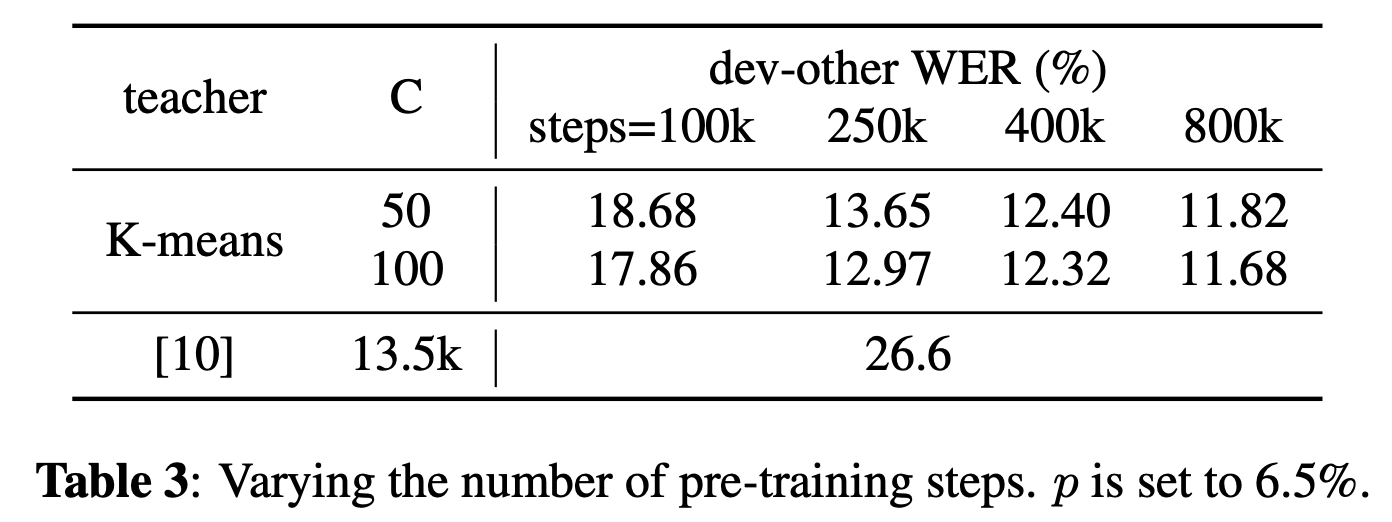 teacher C dev-other WER (%)
steps=100k 250k 400k 800k
K-means 50 18.68 13.65 12.40 11.82
100 17.86 12.97 12.32 11.68
[10] 13.5k 26.6
Table 3: Varying the number of pre-training steps. p is set to 6.5%.